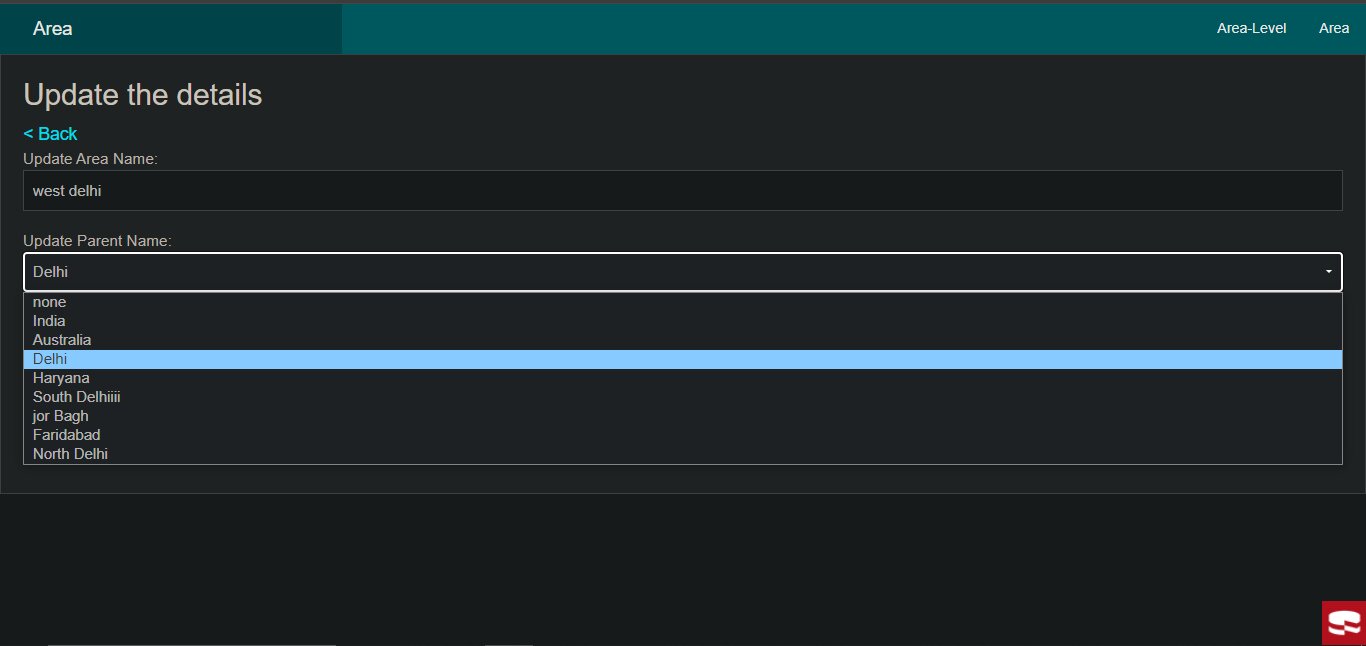 Area
Area-Level
Area
Update the details
< Back
Update Area Name:
west delhi
Update Parent Name:
Delhi
none
India
Australia
Delhi
Haryana
South Delhiiii
jor Bagh
Faridabad
North Delhi